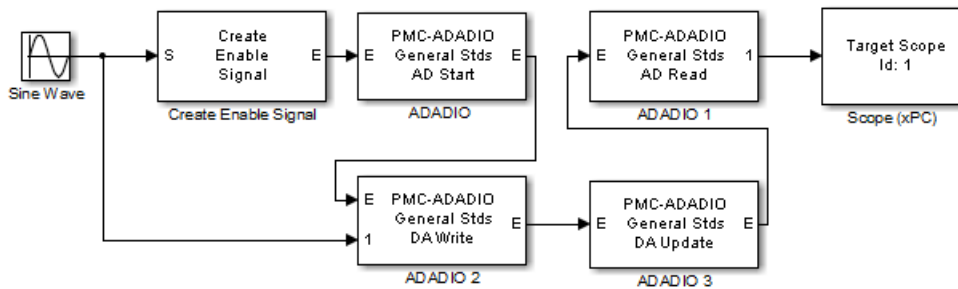 Sine Wave
S
Create
Enable
Signal
E
Create Enable Signal
E
PMC-ADADIO
General Stds
AD Start
E
ADADIO
E
PMC-ADADIO
General Stds
AD Read
1
ADADIO 1
Target Scope
Id: 1
Scope (xPC)
E
1
PMC-ADADIO
General Stds
DA Write
E
ADADIO 2
E
PMC-ADADIO
General Stds
DA Update
E
ADADIO 3